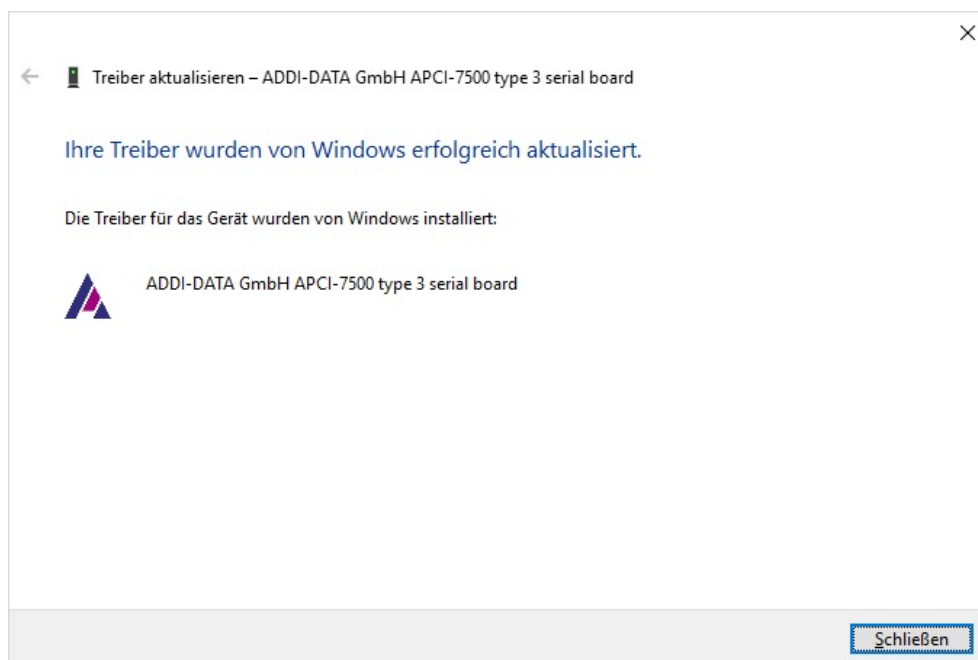 Treiber aktualisieren – ADDI-DATA GmbH APCI-7500 type 3 serial board
Ihre Treiber wurden von Windows erfolgreich aktualisiert.
Die Treiber für das Gerät wurden von Windows installiert:
ADDI-DATA GmbH APCI-7500 type 3 serial board
Schließen